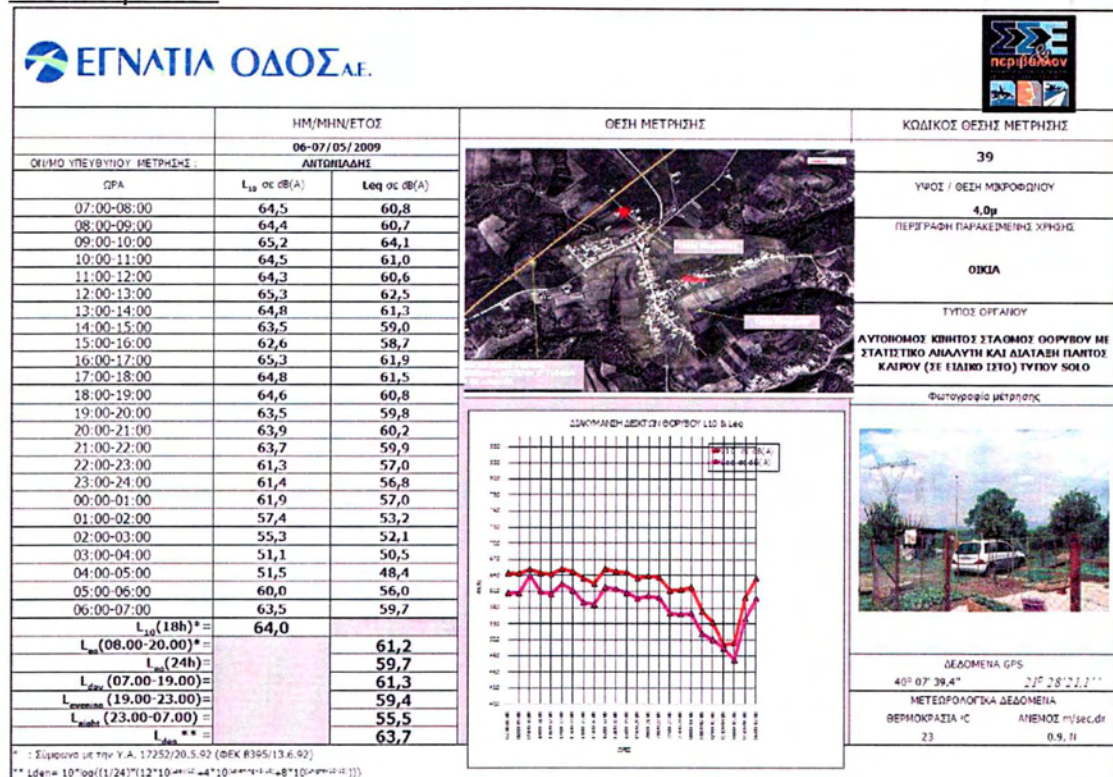 ΕΓΝΑΤΙΑ ΟΔΟΣ Α.Ε.
ΣΣΕ
περιβάλλον
ΗΜ/ΜΗΝ/ΕΤΟΣ
ΘΕΣΗ ΜΕΤΡΗΣΗΣ
ΚΩΔΙΚΟΣ ΘΕΣΗΣ ΜΕΤΡΗΣΗΣ
06-07/05/2009
39
ΟΝ/ΜΟ ΥΠΕΥΘΥΝΟΥ ΜΕΤΡΗΣΗΣ :
ΑΝΤΩΝΙΑΔΗΣ
ΩΡΑ L10 σε dB(A) Leq σε dB(A)
07:00-08:00 64,5 60,8
08:00-09:00 64,4 60,7
09:00-10:00 65,2 64,1
10:00-11:00 64,5 61,0
11:00-12:00 64,3 60,6
12:00-13:00 65,3 62,5
13:00-14:00 64,8 61,3
14:00-15:00 63,5 59,0
15:00-16:00 62,6 58,7
16:00-17:00 65,3 61,9
17:00-18:00 64,8 61,5
18:00-19:00 64,6 60,8
19:00-20:00 63,5 59,8
20:00-21:00 63,9 60,2
21:00-22:00 63,7 59,9
22:00-23:00 61,3 57,0
23:00-24:00 61,4 56,8
00:00-01:00 61,9 57,0
01:00-02:00 57,4 53,2
02:00-03:00 55,3 52,1
03:00-04:00 51,1 50,5
04:00-05:00 51,5 48,4
05:00-06:00 60,0 56,0
06:00-07:00 63,5 59,7
L10(18h)* = 64,0
Leq(08.00-20.00)* = 61,2
Leq(24h)= 59,7
Lday (07.00-19.00)= 61,3
Levening (19.00-23.00)= 59,4
Lnight (23.00-07.00) = 55,5
Lden ** = 63,7
ΥΨΟΣ / ΘΕΣΗ ΜΙΚΡΟΦΩΝΟΥ
4,0μ
ΠΕΡΙΓΡΑΦΗ ΠΑΡΑΚΕΙΜΕΝΗΣ ΧΡΗΣΗΣ
ΟΙΚΙΑ
ΤΥΠΟΣ ΟΡΓΑΝΟΥ
ΑΥΤΟΝΟΜΟΣ ΚΙΝΗΤΟΣ ΣΤΑΘΜΟΣ ΘΟΡΥΒΟΥ ΜΕ
ΣΤΑΤΙΣΤΙΚΟ ΑΝΑΛΥΤΗ ΚΑΙ ΔΙΑΤΑΞΗ ΠΑΝΤΟΣ
ΚΑΙΡΟΥ (ΣΕ ΕΙΔΙΚΟ ΙΣΤΟ) ΤΥΠΟΥ SOLO
Φωτογραφία μέτρησης
ΔΙΑΚΥΜΑΝΣΗ ΔΕΙΚΤΩΝ ΘΟΡΥΒΟΥ L10 & Leq
L10 σε dB(A)
Leq σε dB(A)
ΔΕΔΟΜΕΝΑ GPS
40º 07' 39,4" 21º 28'21,1''
ΜΕΤΕΩΡΟΛΟΓΙΚΑ ΔΕΔΟΜΕΝΑ
ΘΕΡΜΟΚΡΑΣΙΑ ºC ΑΝΕΜΟΣ m/sec,dir
23 0.9, N
* : Σύμφωνα με την Υ.Α. 17252/20.5.92 (ΦΕΚ Β395/13.6.92)